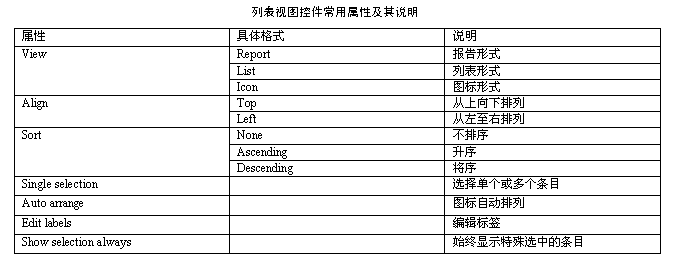 列表视图控件常用属性及其说明
属性 具体格式 说明
View Report 报告形式
List 列表形式
Icon 图标形式
Align Top 从上向下排列
Left 从左至右排列
Sort None 不排序
Ascending 升序
Descending 将序
Single selection 选择单个或多个条目
Auto arrange 图标自动排列
Edit labels 编辑标签
Show selection always 始终显示特殊选中的条目